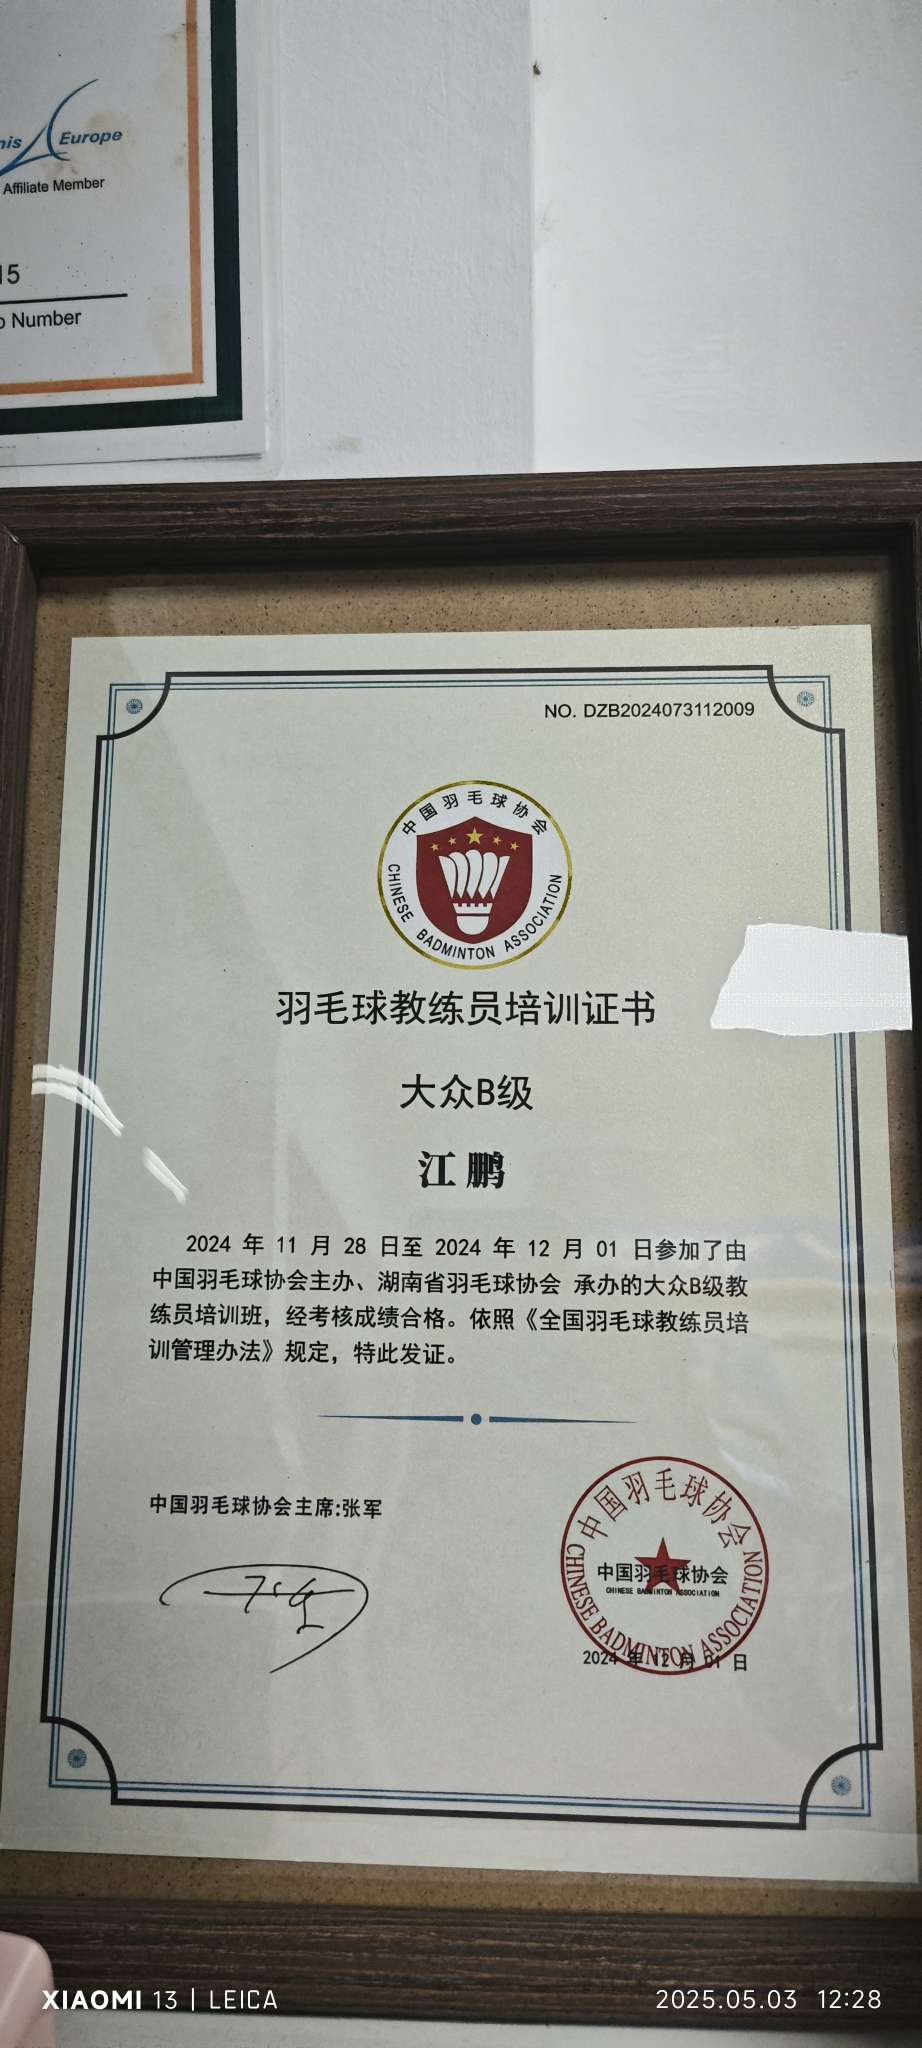 Europe
Affiliate Member
15
Number
NO. DZB2024073112009
中国羽毛球协会
CHINESE BADMINTON ASSOCIATION
羽毛球教练员培训证书
大众B级
江鹏
2024 年 11 月 28 日至 2024 年 12 月 01 日参加了由
中国羽毛球协会主办、湖南省羽毛球协会 承办的大众B级教
练员培训班，经考核成绩合格。依照《全国羽毛球教练员培
训管理办法》规定，特此发证。
中国羽毛球协会主席:张军
中国羽毛球协会
中国羽毛球协会
CHINESE BADMINTON ASSOCIATION
CHINESE BADMINTON ASSOCIATION
2024 年 12 月 01 日
XIAOMI 13 | LEICA
2025.05.03 12:28